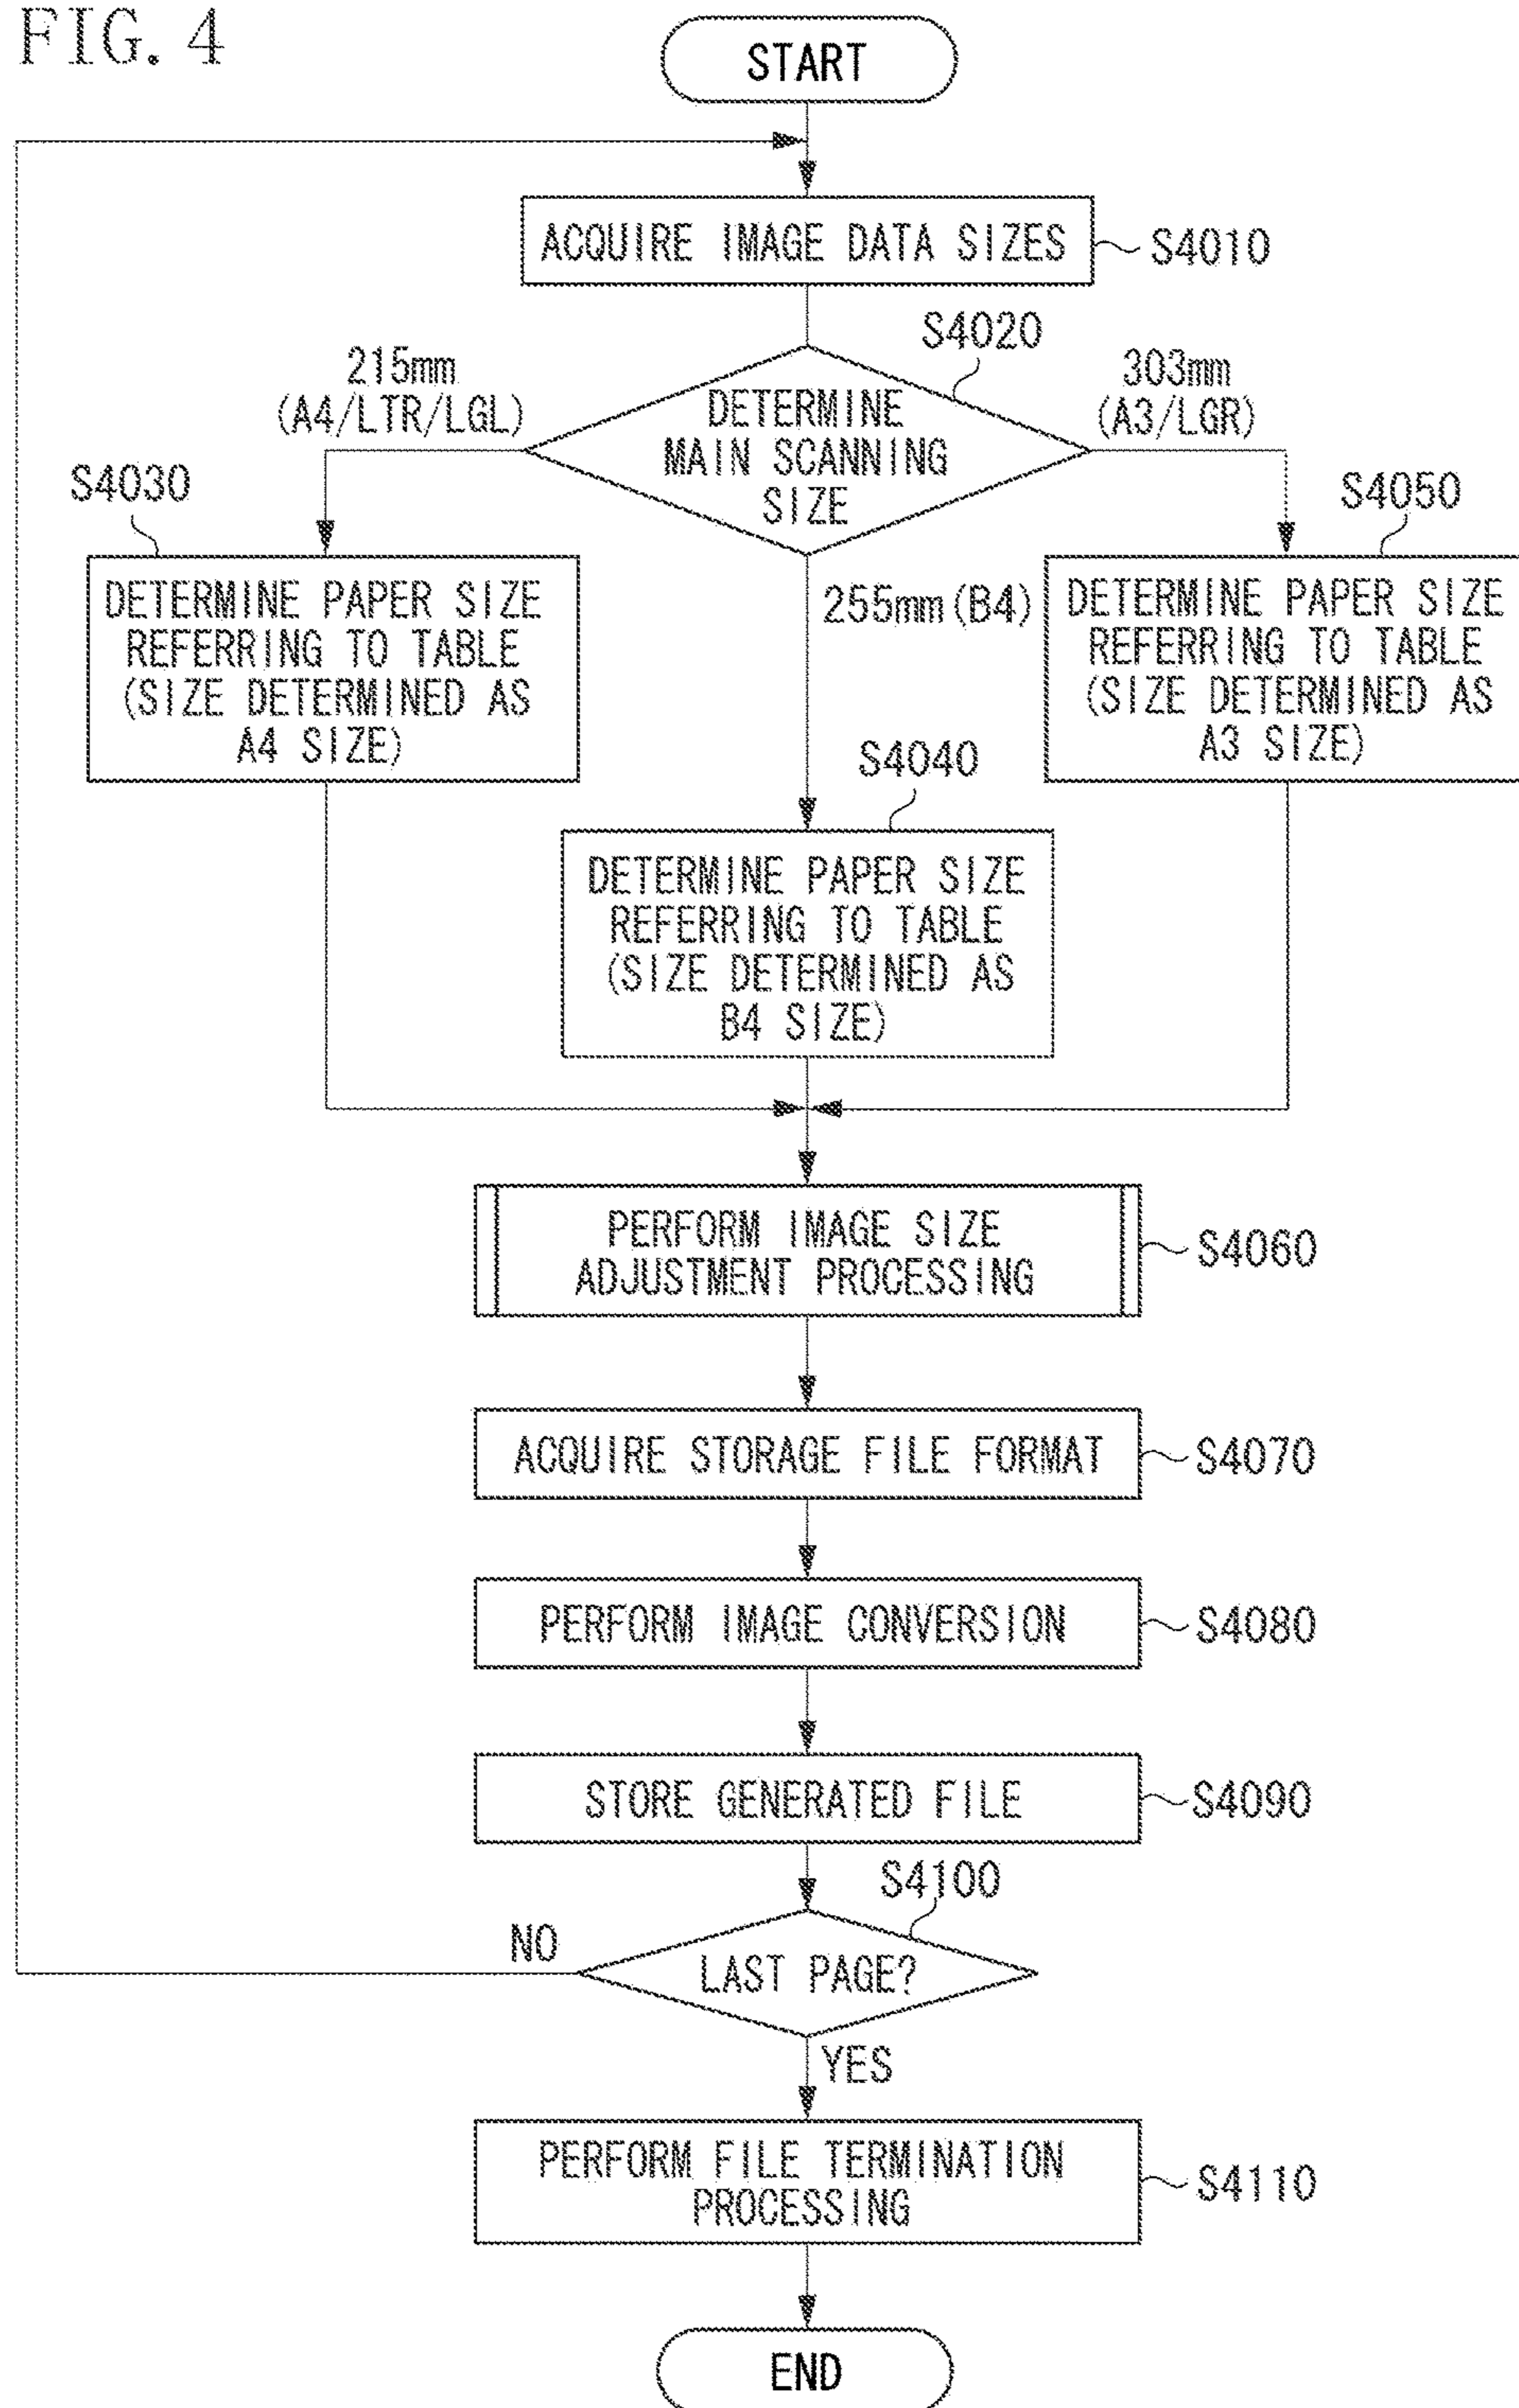 FIG. 4
START
ACQUIRE IMAGE DATA SIZES
S4010
S4020
215mm
(A4/LTR/LGL)
DETERMINE
MAIN SCANNING
SIZE
303mm
(A3/LGR)
S4030
DETERMINE PAPER SIZE
REFERRING TO TABLE
(SIZE DETERMINED AS
A4 SIZE)
255mm(B4)
S4050
DETERMINE PAPER SIZE
REFERRING TO TABLE
(SIZE DETERMINED AS
A3 SIZE)
S4040
DETERMINE PAPER SIZE
REFERRING TO TABLE
(SIZE DETERMINED AS
B4 SIZE)
PERFORM IMAGE SIZE
ADJUSTMENT PROCESSING
S4060
ACQUIRE STORAGE FILE FORMAT
S4070
PERFORM IMAGE CONVERSION
S4080
STORE GENERATED FILE
S4090
S4100
NO
LAST PAGE?
YES
PERFORM FILE TERMINATION
PROCESSING
S4110
END